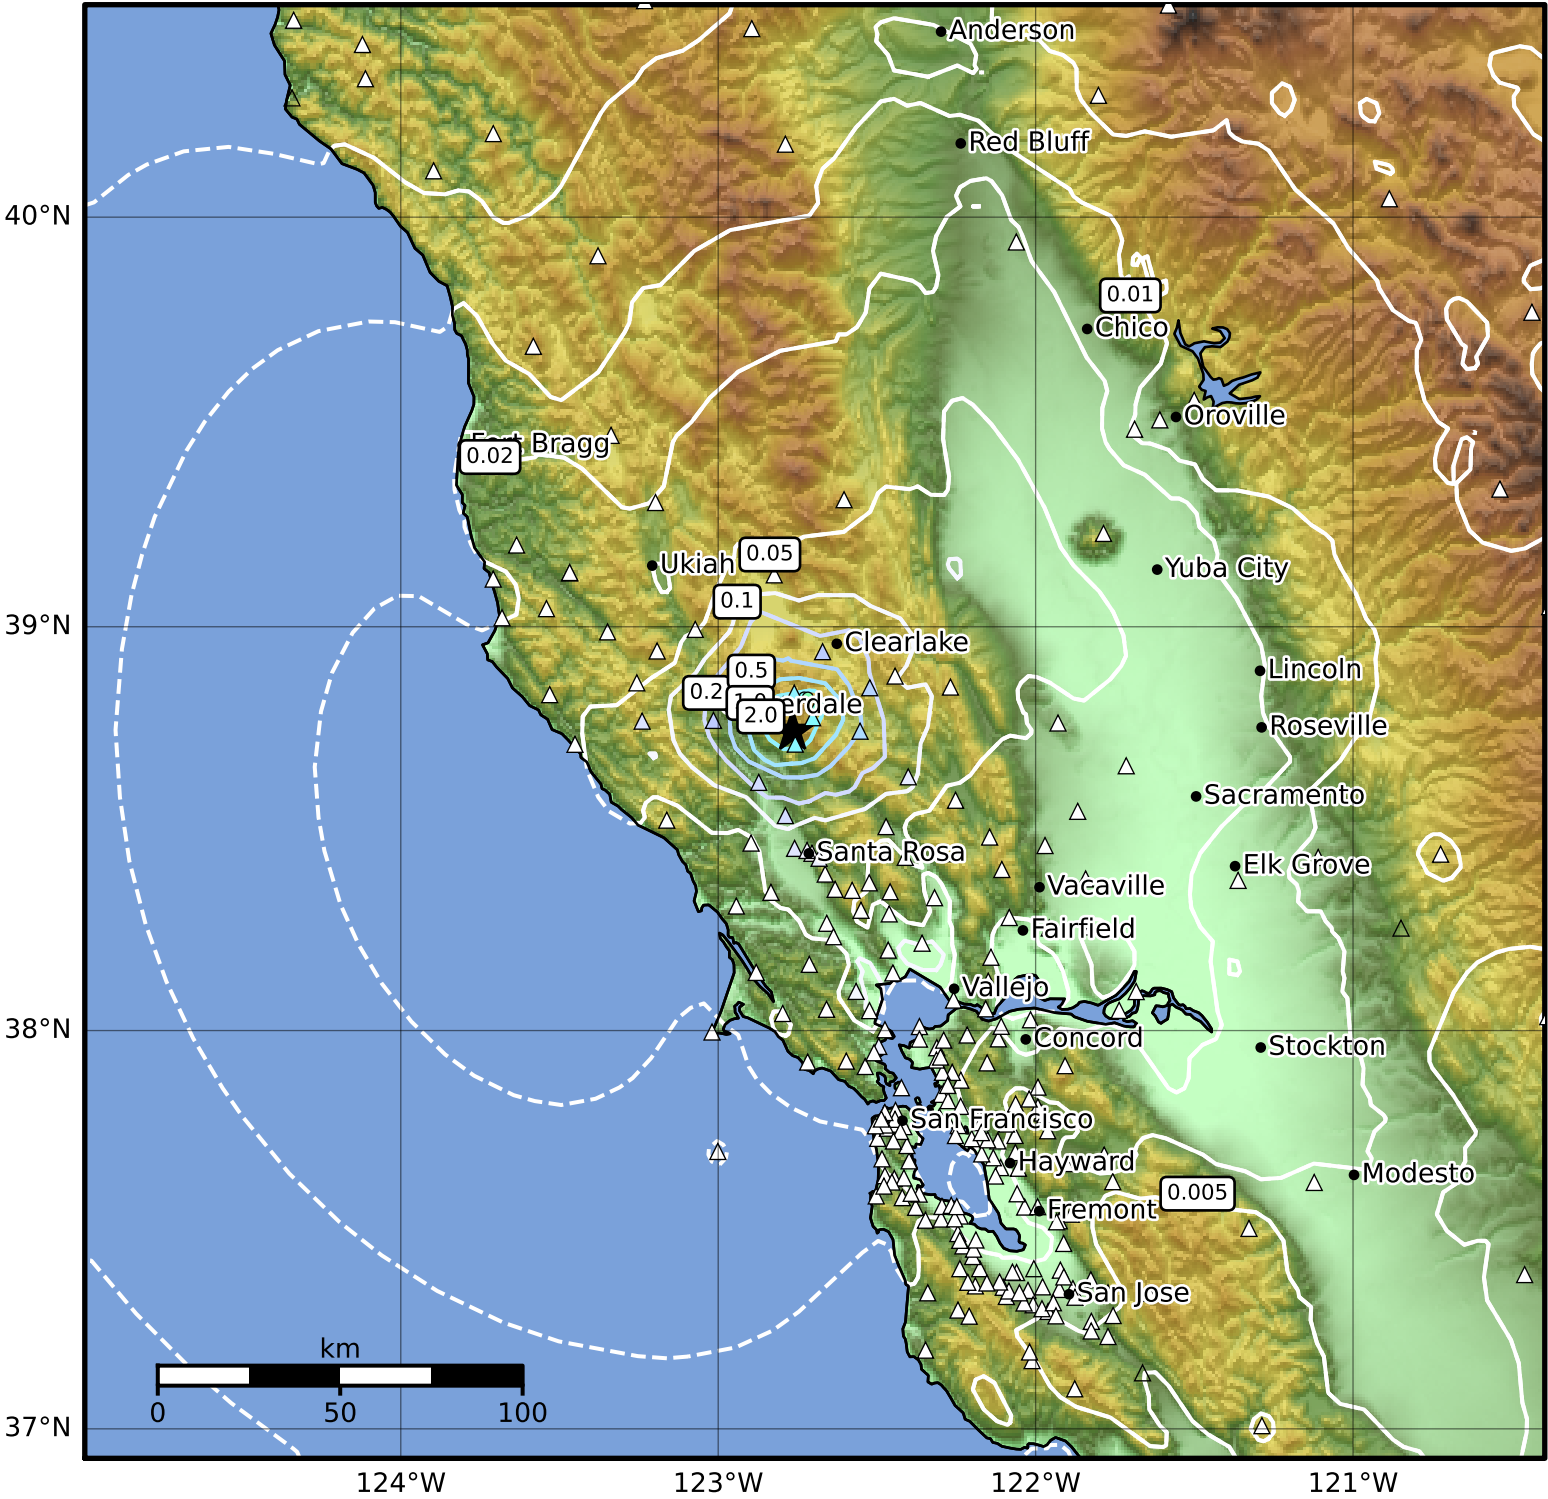 Anderson
Red Bluff
40°N
0.01
Chico
Oroville
Fort Bragg
0.02
0.05
Ukiah
Yuba City
0.1
39°N
Clearlake
Lincoln
0.5
0.2
2.0
Roseville
Sacramento
Santa Rosa
Elk Grove
Vacaville
Fairfield
Vallejo
38°N
Concord
Stockton
San Francisco
Hayward
Modesto
0.005
Fremont
San Jose
km
0 50 100
37°N
124°W 123°W 122°W 121°W